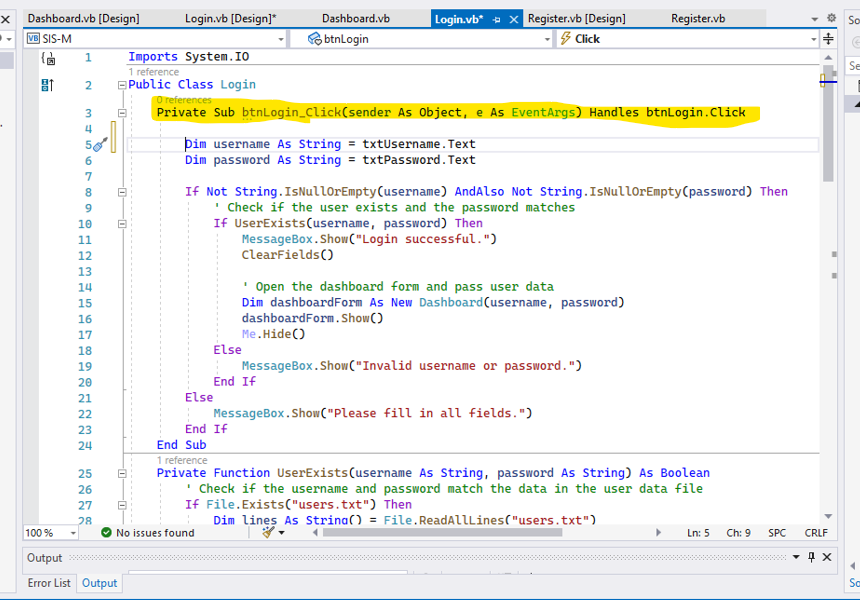 Dashboard.vb [Design] Login.vb [Design]* Dashboard.vb Login.vb* Register.vb [Design] Register.vb So
VB SIS-M btnLogin Click
Se
1 Imports System.IO
1 reference
2 Public Class Login
0 references
3 Private Sub btnLogin_Click(sender As Object, e As EventArgs) Handles btnLogin.Click
4
5 Dim username As String = txtUsername.Text
6 Dim password As String = txtPassword.Text
7
8 If Not String.IsNullOrEmpty(username) AndAlso Not String.IsNullOrEmpty(password) Then
9 ' Check if the user exists and the password matches
10 If UserExists(username, password) Then
11 MessageBox.Show("Login successful.")
12 ClearFields()
13
14 ' Open the dashboard form and pass user data
15 Dim dashboardForm As New Dashboard(username, password)
16 dashboardForm.Show()
17 Me.Hide()
18 Else
19 MessageBox.Show("Invalid username or password.")
20 End If
21 Else
22 MessageBox.Show("Please fill in all fields.")
23 End If
24 End Sub
1 reference
25 Private Function UserExists(username As String, password As String) As Boolean
26 ' Check if the username and password match the data in the user data file
27 If File.Exists("users.txt") Then
28 Dim lines As String() = File.ReadAllLines("users.txt")
100 % No issues found Ln: 5 Ch: 9 SPC CRLF
Output
Error List Output So